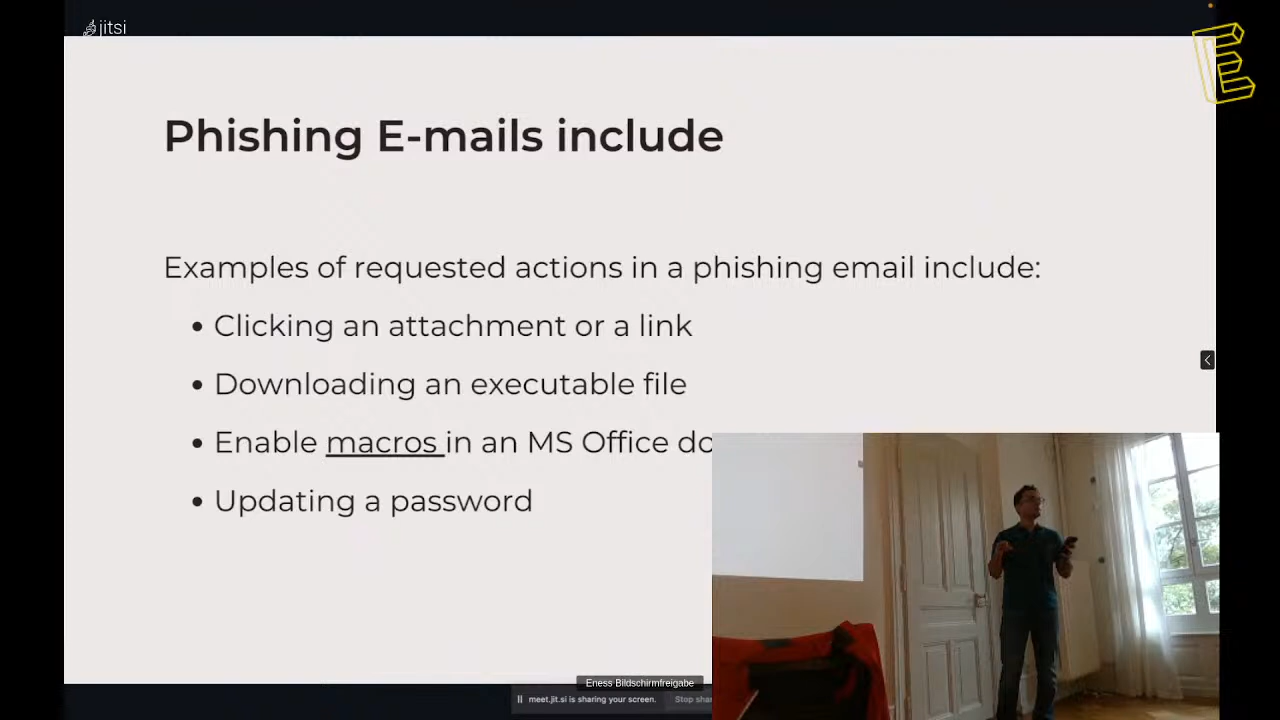 jitsi
E
Phishing E-mails include
Examples of requested actions in a phishing email include:
Clicking an attachment or a link
Downloading an executable file
Enable macros in an MS Office do
Updating a password
Eness Bildschirmfreigabe
meet.jit.si is sharing your screen.
Stop shar